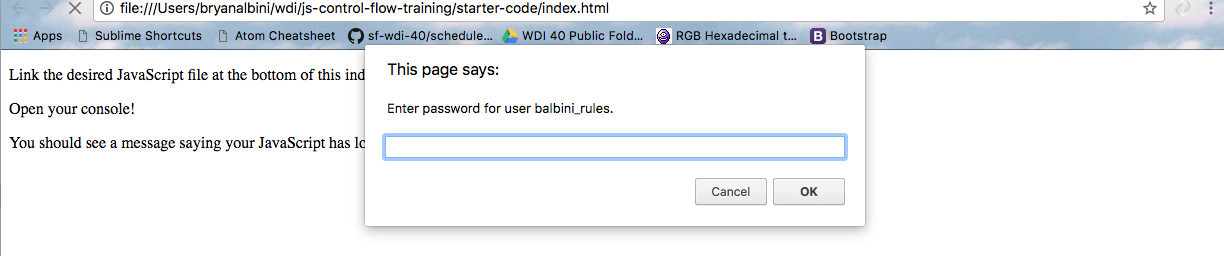 file:///Users/bryanalbini/wdi/js-control-flow-training/starter-code/index.html
Apps Sublime Shortcuts Atom Cheatsheet sf-wdi-40/schedule... WDI 40 Public Fold... RGB Hexadecimal t... B Bootstrap
This page says:
Link the desired JavaScript file at the bottom of this ind
Enter password for user balbini_rules.
Open your console!
You should see a message saying your JavaScript has lo
Cancel OK